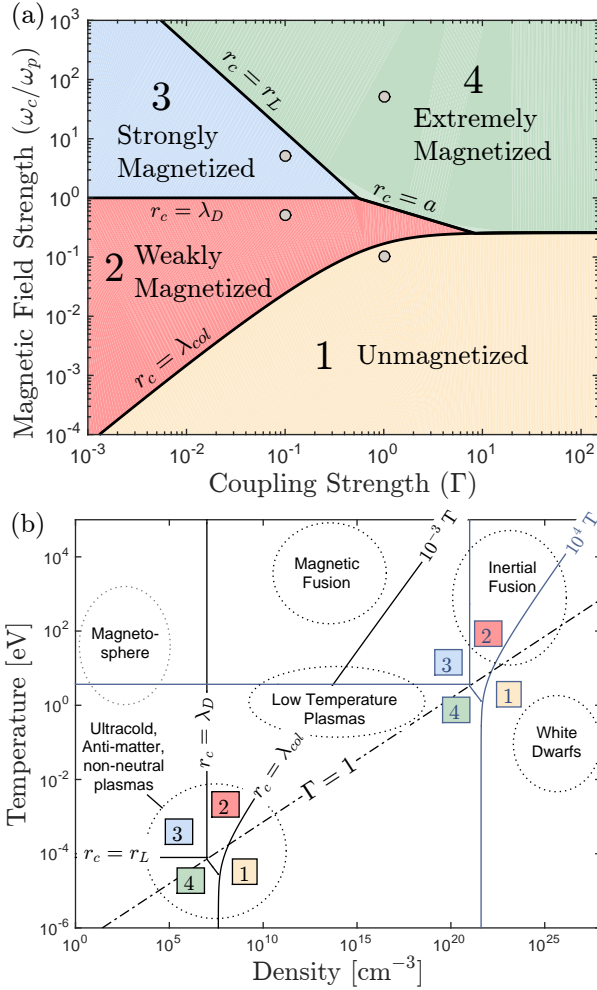 (a)
Magnetic Field Strength (ω_c/ω_p)
10^3
10^2
10^1
10^0
10^-1
10^-2
10^-3
10^-4
3
Strongly
Magnetized
r_c = r_L
4
Extremely
Magnetized
r_c = a
r_c = λ_D
2 Weakly
Magnetized
r_c = λ_col
1 Unmagnetized
10^-3 10^-2 10^-1 10^0 10^1 10^2
Coupling Strength (Γ)
(b)
Temperature [eV]
10^4
10^2
10^0
10^-2
10^-4
10^-6
Magneto-
sphere
Magnetic
Fusion
10^-3 T
Inertial
Fusion
10^4 T
2
3
1
4
Low Temperature
Plasmas
White
Dwarfs
Ultracold,
Anti-matter,
non-neutral
plasmas
r_c = λ_D
r_c = λ_col
Γ = 1
2
3
r_c = r_L
1
4
10^0 10^5 10^10 10^15 10^20 10^25
Density [cm^-3]